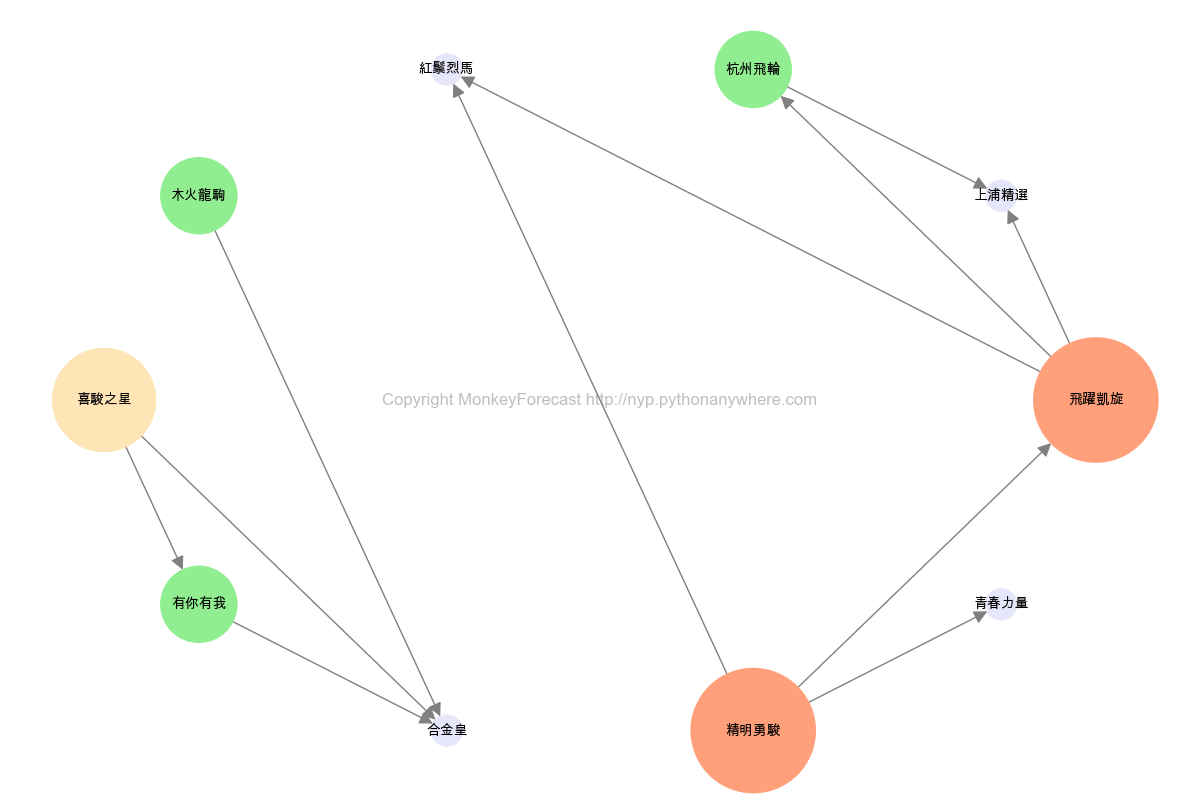 紅鬃烈馬
杭州飛輪
木火龍駒
上浦精選
喜駿之星
Copyright MonkeyForecast http://nyp.pythonanywhere.com
飛躍凱旋
有你有我
青春力量
合金皇
精明勇駿